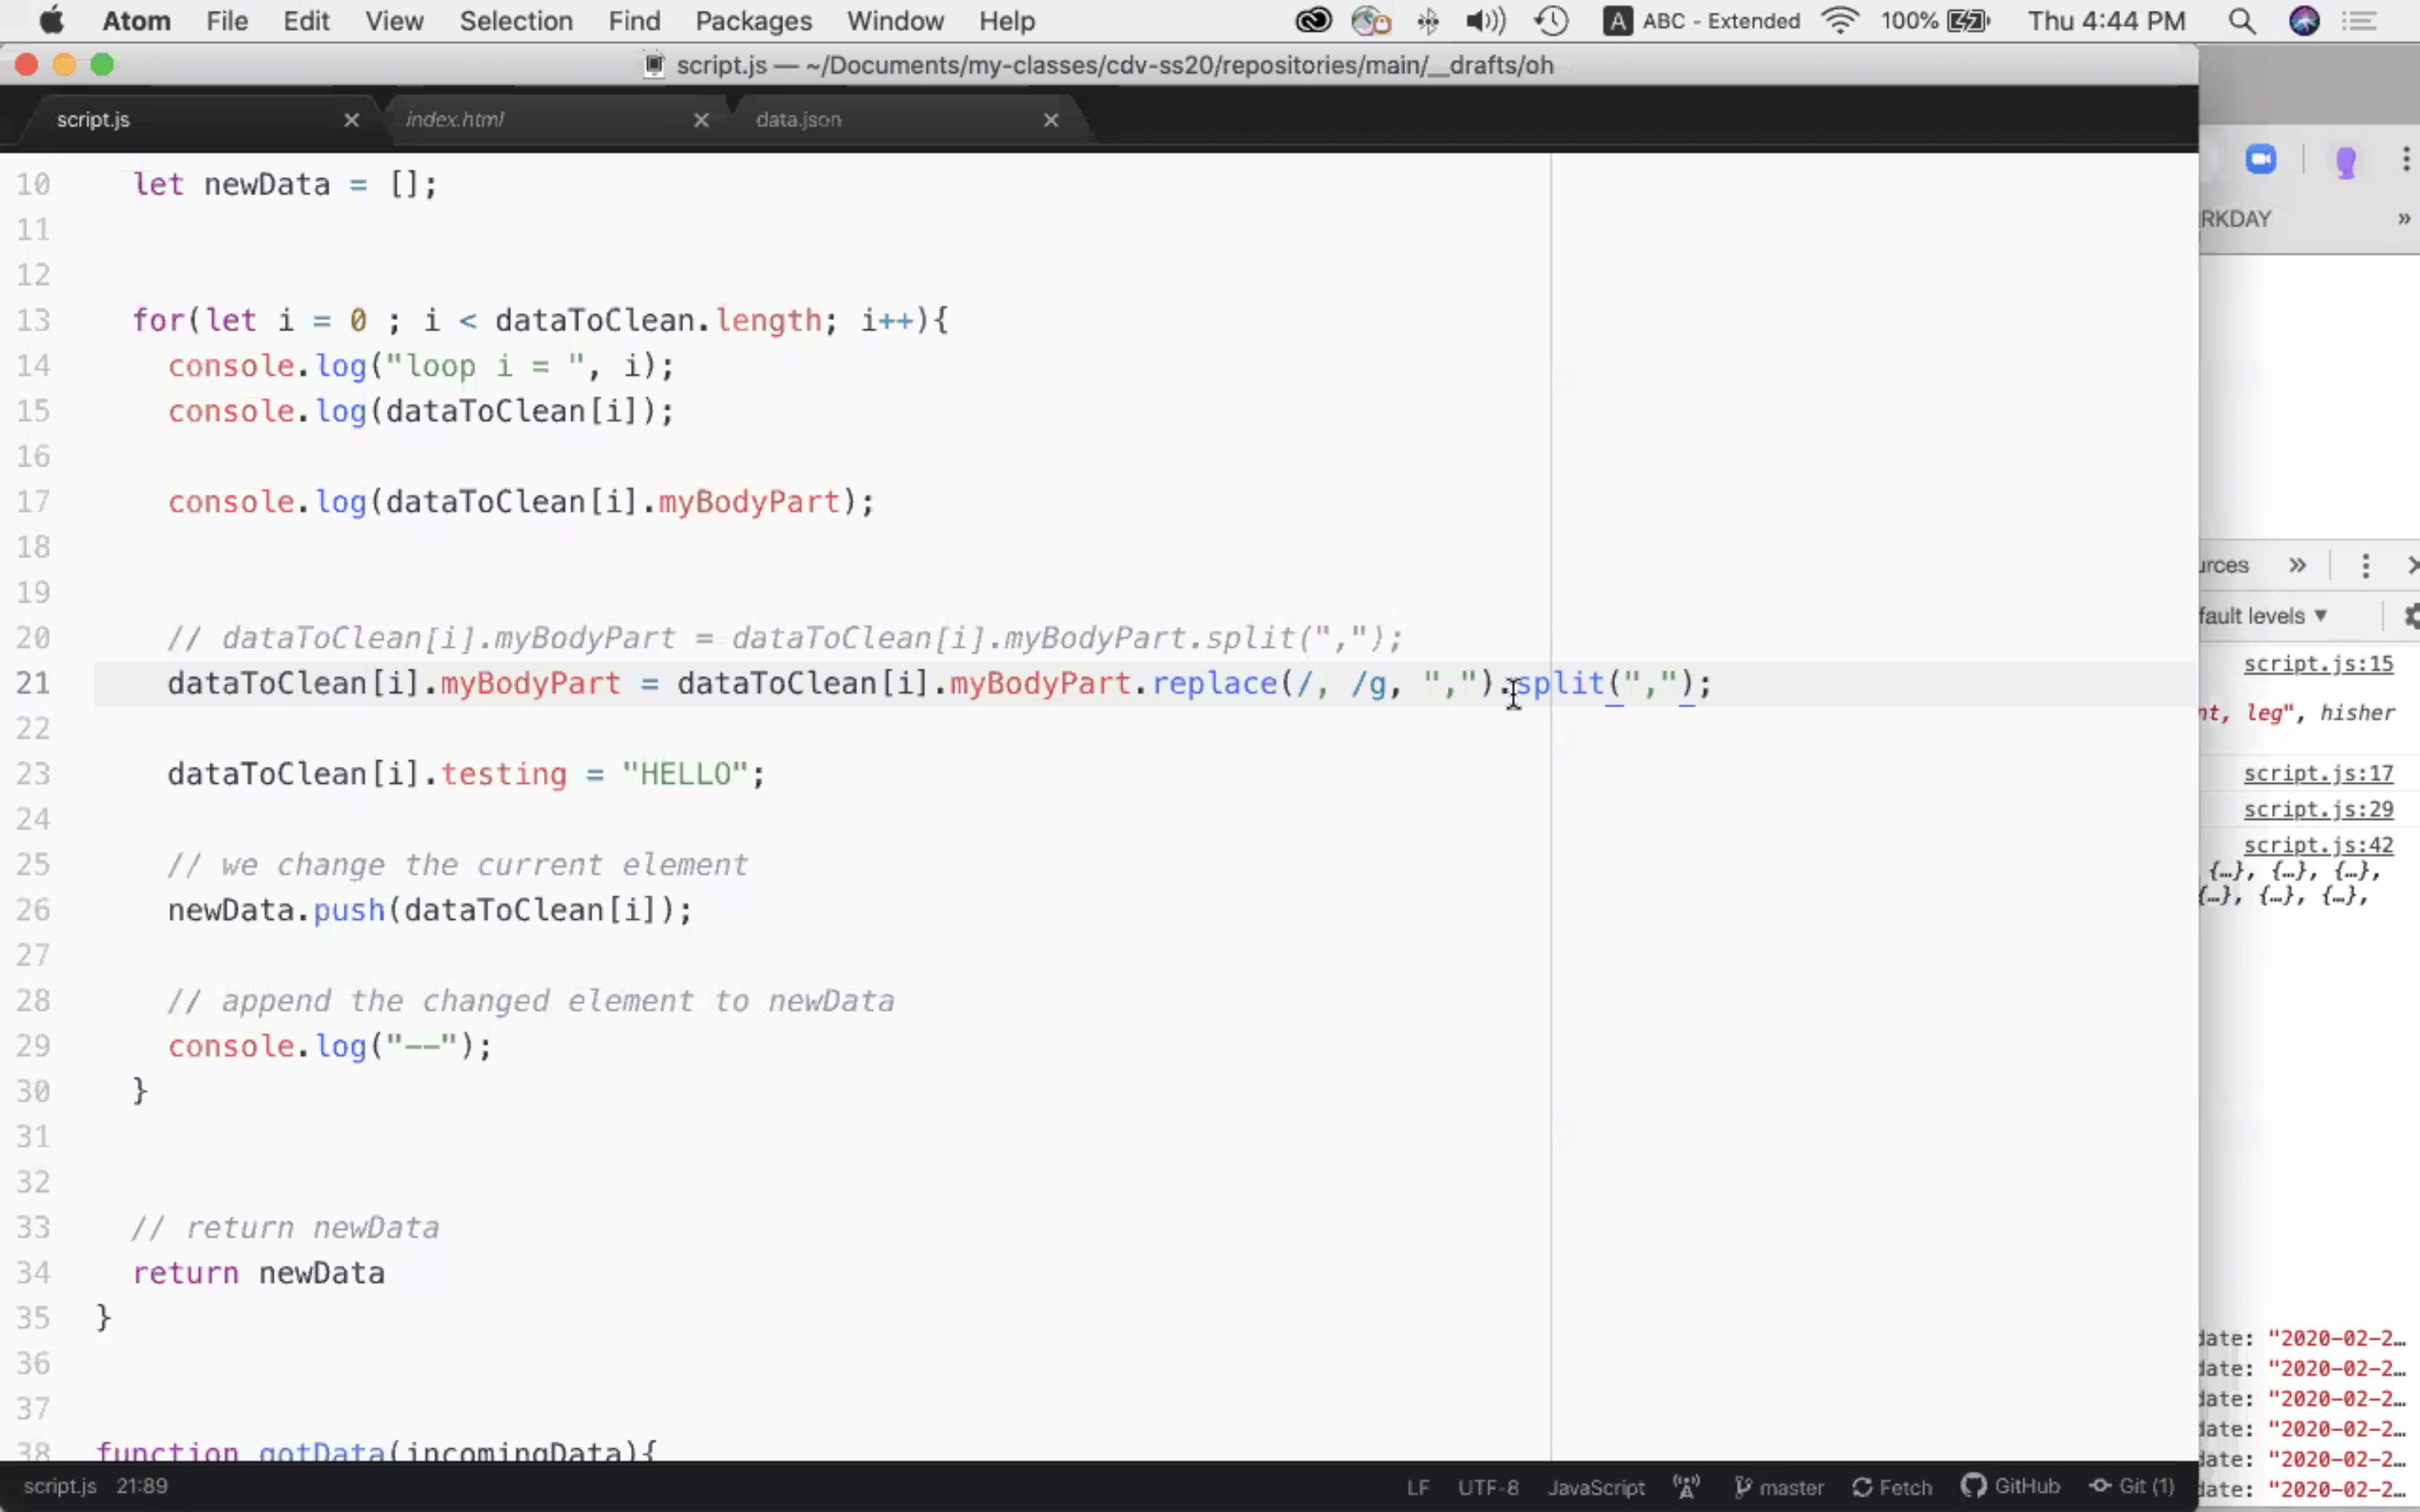 Atom File Edit View Selection Find Packages Window Help ABC - Extended 100% Thu 4:44 PM
script.js — ~/Documents/my-classes/cdv-ss20/repositories/main/__drafts/oh
script.js index.html data.json
10 let newData = [];
11
12
13 for(let i = 0 ; i < dataToClean.length; i++){
14 console.log("loop i = ", i);
15 console.log(dataToClean[i]);
16
17 console.log(dataToClean[i].myBodyPart);
18
19
20 // dataToClean[i].myBodyPart = dataToClean[i].myBodyPart.split(",");
21 dataToClean[i].myBodyPart = dataToClean[i].myBodyPart.replace(/, /g, ",").split(",");
22
23 dataToClean[i].testing = "HELLO";
24
25 // we change the current element
26 newData.push(dataToClean[i]);
27
28 // append the changed element to newData
29 console.log("——");
30 }
31
32
33 // return newData
34 return newData
35 }
36
37
38 function gotData(incomingData){
script.js 21:89 LF UTF-8 JavaScript master Fetch GitHub Git (1)
RKDAY »
urces »
fault levels ▼
script.js:15
nt, leg", hisher
script.js:17
script.js:29
script.js:42
{…}, {…}, {…},
{…}, {…}, {…},
date: "2020-02-2…
date: "2020-02-2…
date: "2020-02-2…
date: "2020-02-2…
date: "2020-02-2…
date: "2020-02-2…